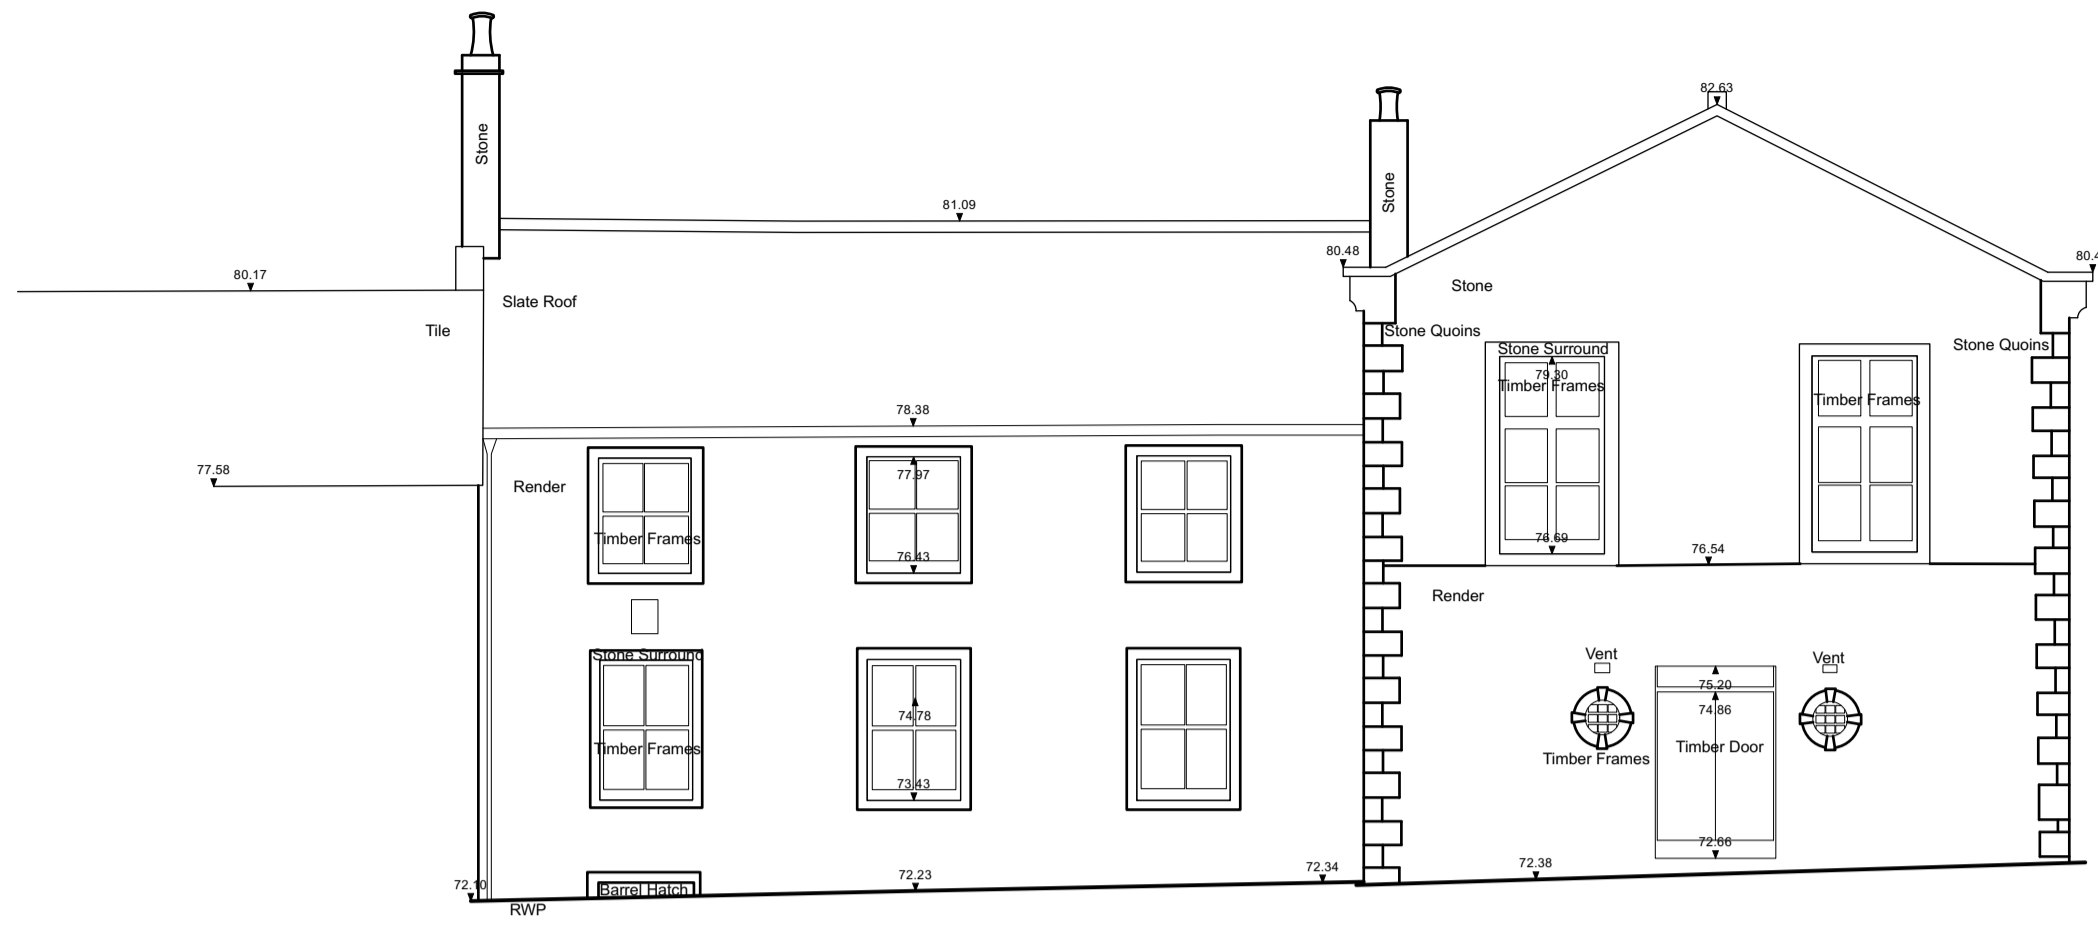 82.63
Stone
Stone
81.09
80.48
80.4
80.17
Stone
Slate Roof
Tile
Stone Quoins
Stone Quoins
Stone Surround
79.30
Timber Frames
Timber Frames
78.38
77.58
77.97
Render
Timber Frames
76.43
76.69
76.54
Render
Stone Surround
Vent
Vent
75.20
74.78
74.86
Timber Frames
Timber Door
Timber Frames
73.43
72.66
72.10
Barrel Hatch
72.23
72.34
72.38
RWP